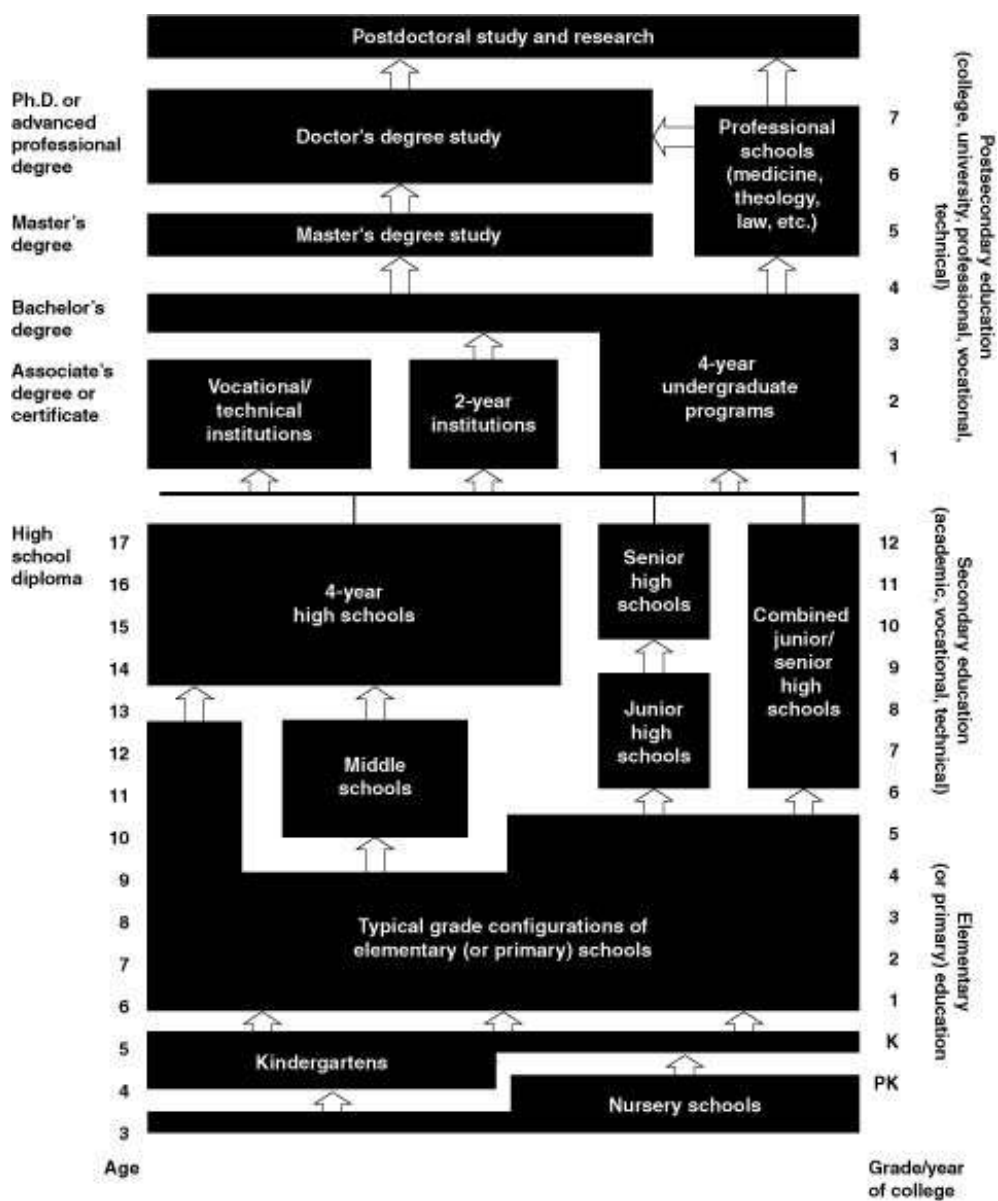 Postdoctoral study and research
Ph.D. or
advanced
professional
degree
Doctor's degree study
Professional
schools
(medicine,
theology,
law, etc.)
7
6
Master's
degree
Master's degree study
5
Postsecondary education
(college, university, professional, vocational,
technical)
Bachelor's
degree
4
3
Associate's
degree or
certificate
Vocational/
technical
institutions
2-year
institutions
4-year
undergraduate
programs
2
1
High
school
diploma
17
16
15
14
13
12
11
10
9
8
7
6
5
4
3
4-year
high schools
Senior
high
schools
Combined
junior/
senior
high
schools
Junior
high
schools
Middle
schools
12
11
10
9
8
7
6
5
4
3
2
1
K
PK
Secondary education
(academic, vocational, technical)
Typical grade configurations of
elementary (or primary) schools
Elementary
(or primary) education
Kindergartens
Nursery schools
Age
Grade/year
of college